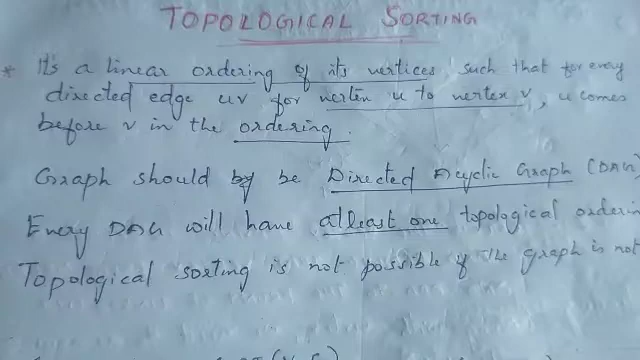 TOPOLOGICAL SORTING
* It's a linear ordering of its vertices such that for every
directed edge uv for vertex u to vertex v, u comes
before v in the ordering.
Graph should by be Directed Acyclic Graph (DAG)
Every DAG will have atleast one topological orderin
Topological sorting is not possible if the graph is not